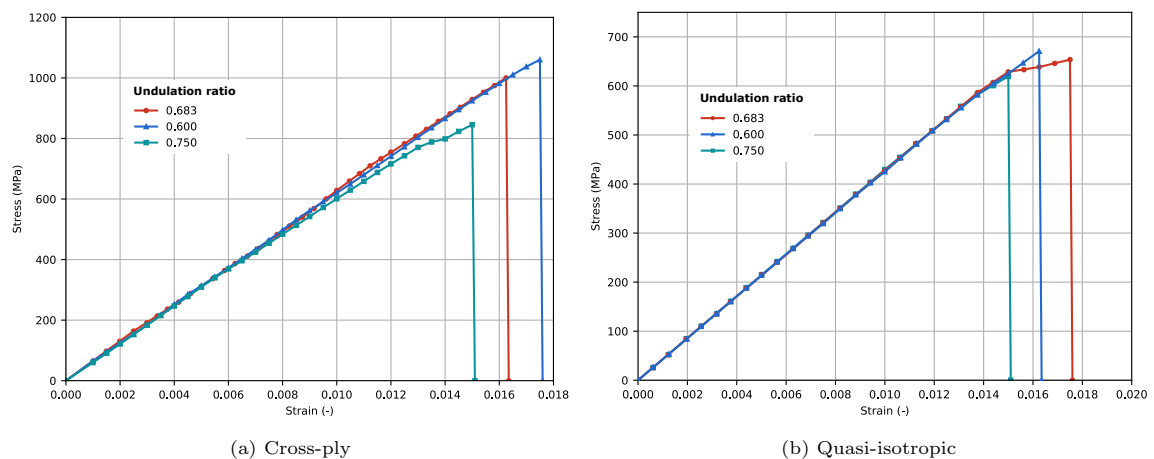 1200
1000
800
600
400
200
0
Stress (MPa)
Undulation ratio
0.683
0.600
0.750
0.000 0.002 0.004 0.006 0.008 0.010 0.012 0.014 0.016 0.018
Strain (-)
(a) Cross-ply
700
600
500
400
300
200
100
0
Stress (MPa)
Undulation ratio
0.683
0.600
0.750
0.000 0.002 0.004 0.006 0.008 0.010 0.012 0.014 0.016 0.018 0.020
Strain (-)
(b) Quasi-isotropic